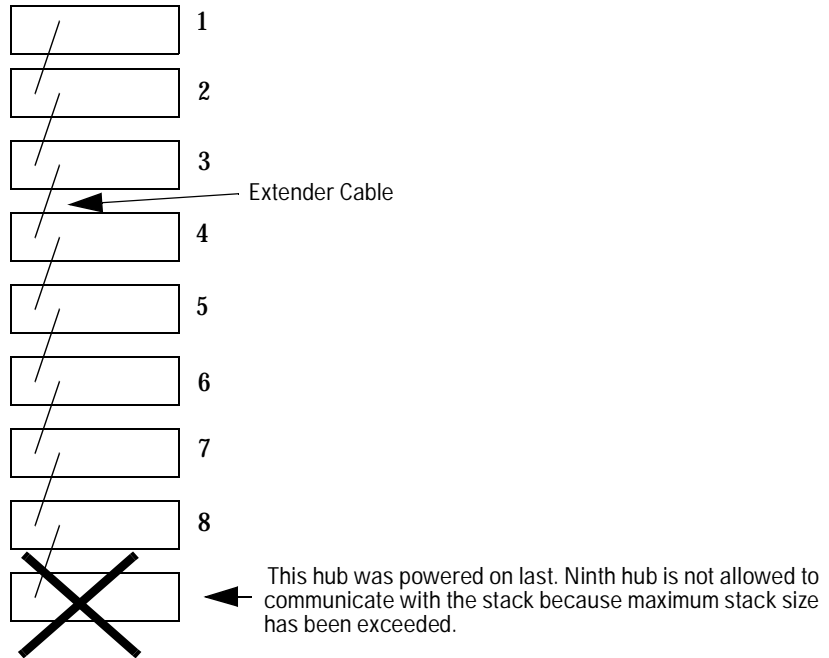 1
2
3
Extender Cable
4
5
6
7
8
This hub was powered on last. Ninth hub is not allowed to
communicate with the stack because maximum stack size
has been exceeded.